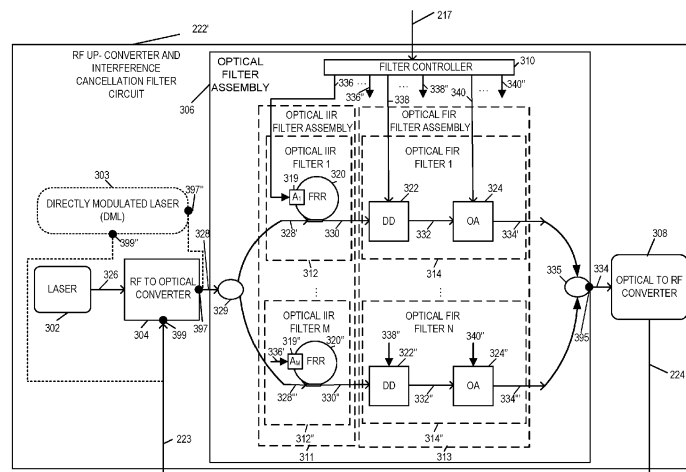 222'
217
RF UP- CONVERTER AND
INTERFERENCE
CANCELLATION FILTER
CIRCUIT
OPTICAL
FILTER
ASSEMBLY
306
FILTER CONTROLLER
310
336
...
336"
338
...
338"
340
...
340"
OPTICAL IIR
FILTER ASSEMBLY
OPTICAL FIR
FILTER ASSEMBLY
OPTICAL IIR
FILTER 1
OPTICAL FIR
FILTER 1
319
320
A1
FRR
322
DD
324
OA
328'
330
332
334'
312
314
303
DIRECTLY MODULATED LASER
(DML)
397"
399"
328
LASER
326
RF TO OPTICAL
CONVERTER
302
304
399
397
329
335
334
308
OPTICAL TO RF
CONVERTER
395
OPTICAL IIR
FILTER M
OPTICAL FIR
FILTER N
319"
320"
336'
AM
FRR
338"
340"
322"
DD
324"
OA
328"'
330"
332"
334"'
312"
311
314"
313
223
224